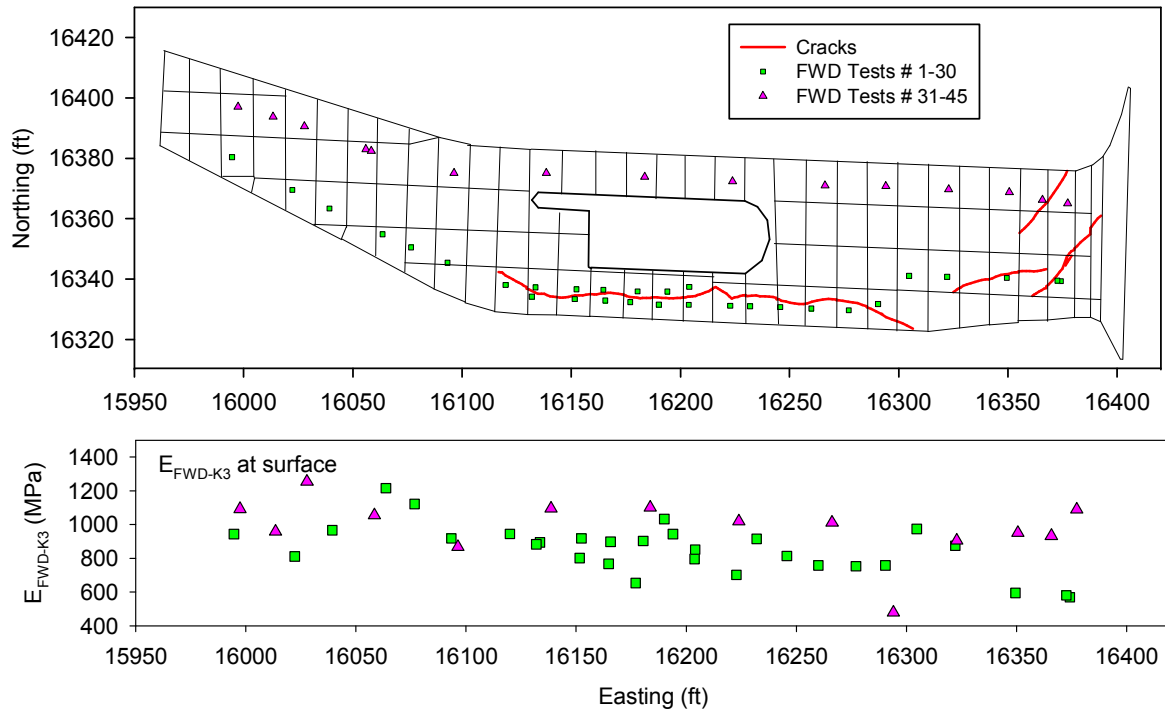 Cracks
FWD Tests # 1-30
FWD Tests # 31-45
Northing (ft)
16420
16400
16380
16360
16340
16320
15950 16000 16050 16100 16150 16200 16250 16300 16350 16400
E_FWD-K3 at surface
E_FWD-K3 (MPa)
1400
1200
1000
800
600
400
15950 16000 16050 16100 16150 16200 16250 16300 16350 16400
Easting (ft)